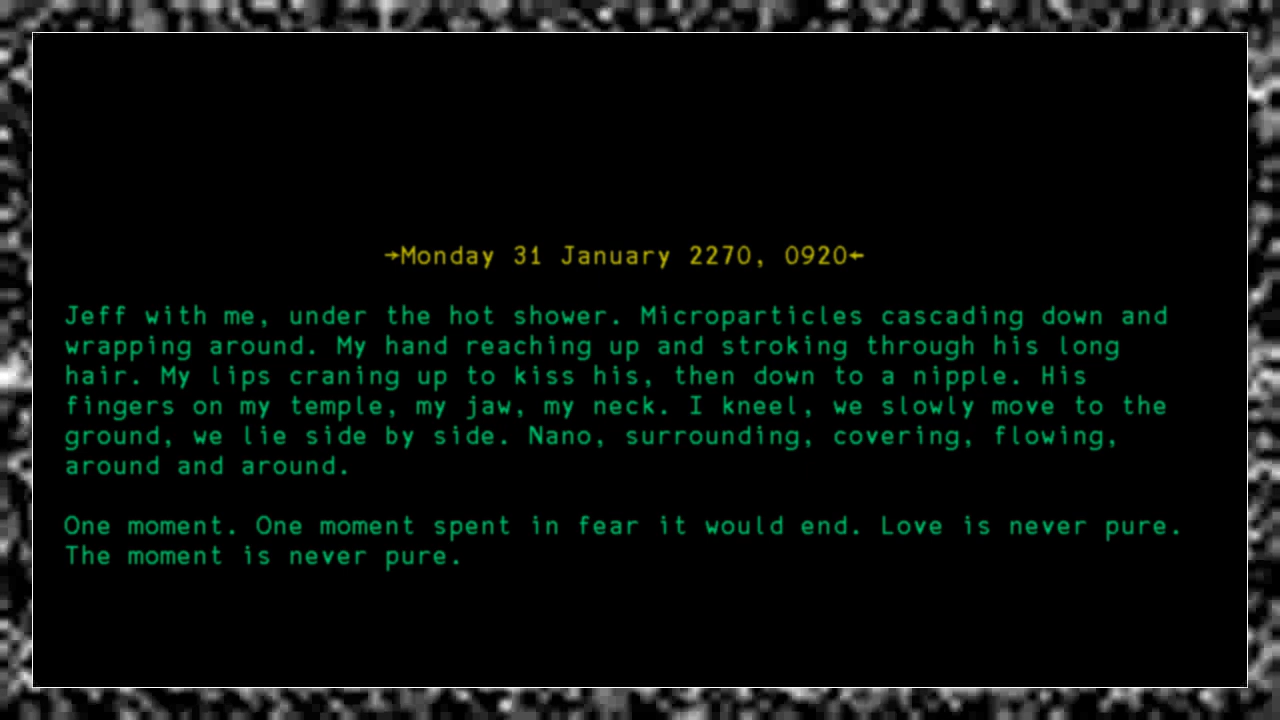 →Monday 31 January 2270, 0920←
Jeff with me, under the hot shower. Microparticles cascading down and
wrapping around. My hand reaching up and stroking through his long
hair. My lips craning up to kiss his, then down to a nipple. His
fingers on my temple, my jaw, my neck. I kneel, we slowly move to the
ground, we lie side by side. Nano, surrounding, covering, flowing,
around and around.
One moment. One moment spent in fear it would end. Love is never pure.
The moment is never pure.